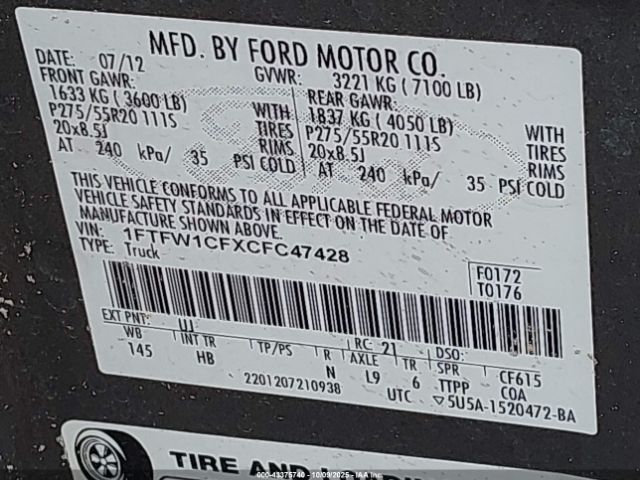 MFD. BY FORD MOTOR CO.
DATE: 07/12 GVWR: 3221 KG ( 7100 LB)
FRONT GAWR: REAR GAWR:
1633 KG ( 3600 LB) WITH 1837 KG ( 4050 LB) WITH
P275/55R20 111S TIRES P275/55R20 111S TIRES
20x8.5J RIMS 20x8.5J RIMS
AT 240 kPa/ 35 PSI COLD AT 240 kPa/ 35 PSI COLD
THIS VEHICLE CONFORMS TO ALL APPLICABLE FEDERAL MOTOR
VEHICLE SAFETY STANDARDS IN EFFECT ON THE DATE OF
MANUFACTURE SHOWN ABOVE.
VIN: 1FTFW1CFXCFC47428
TYPE: Truck
F0172
T0176
EXT PNT: UJ RC: 21 DSO:
WB INT TR TP/PS R AXLE TR SPR CF615
145 HB N L9 6 TTPP COA
2201207210938 UTC ▽5U5A-1520472-BA
TIRE AND
000-43375740 - 10/09/2025 - IAA Inc.